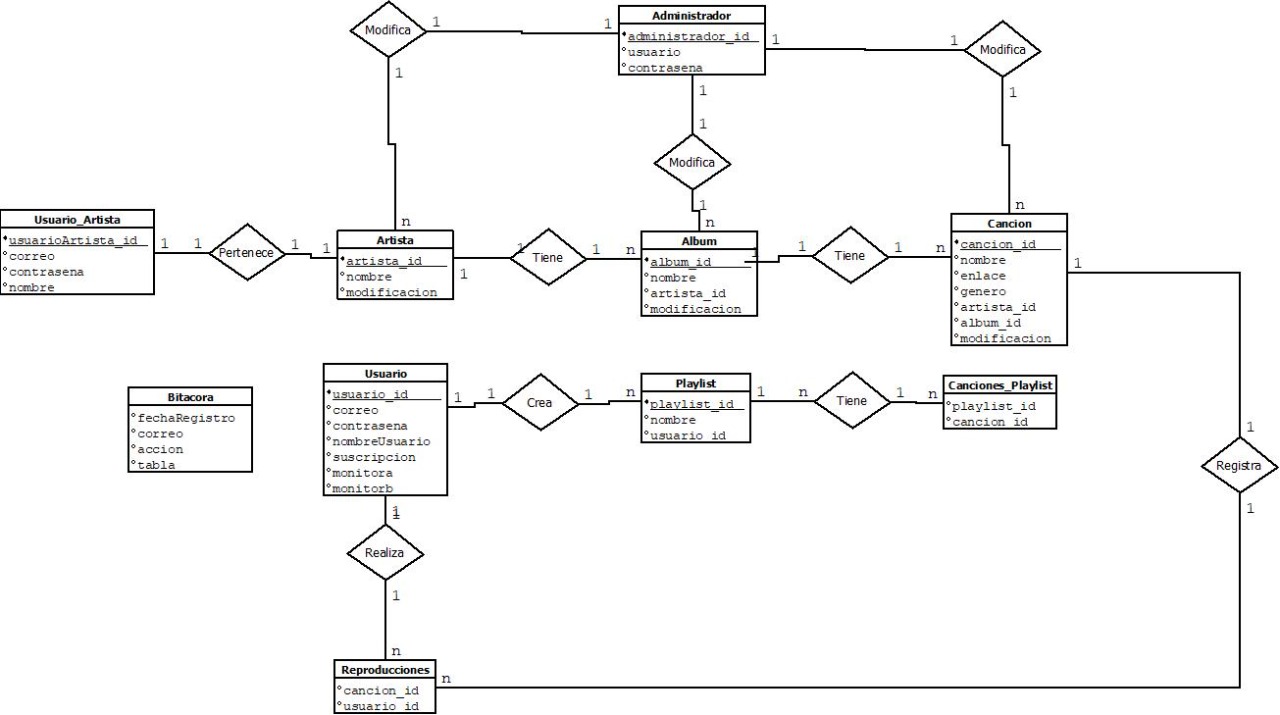 Modifica
1
1
1
Administrador
administrador_id
usuario
contrasena
1
1
Modifica
1
1
1
Modifica
1
n
n
n
Usuario_Artista
usuarioArtista_id
correo
contrasena
nombre
1
1
Pertenece
1
1
Artista
artista_id
nombre
modificacion
1
1
Tiene
1
n
Album
album_id
nombre
artista_id
modificacion
1
1
Tiene
1
n
Cancion
cancion_id
nombre
enlace
genero
artista_id
album_id
modificacion
1
Bitacora
fechaRegistro
correo
accion
tabla
Usuario
usuario_id
correo
contrasena
nombreUsuario
suscripcion
monitora
monitorb
1
1
Crea
1
n
Playlist
playlist_id
nombre
usuario_id
1
n
Tiene
1
n
Canciones_Playlist
playlist_id
cancion_id
1
Registra
1
1
1
Realiza
1
n
Reproducciones
cancion_id
usuario_id
n